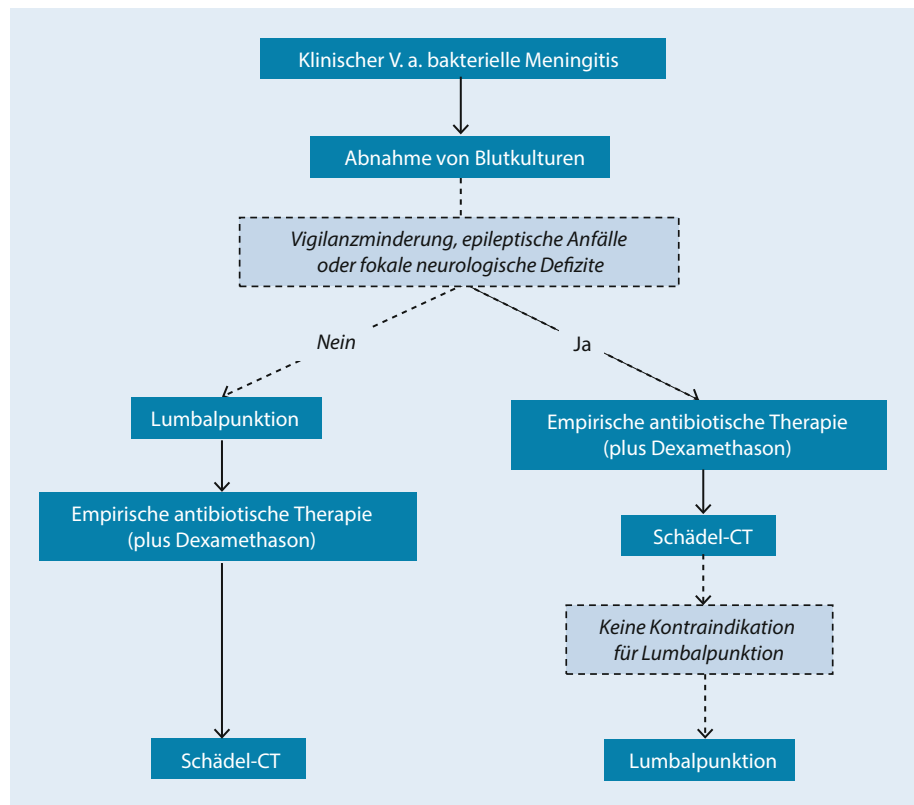 Klinischer V. a. bakterielle Meningitis
Abnahme von Blutkulturen
Vigilanzminderung, epileptische Anfälle
oder fokale neurologische Defizite
Nein
Lumbalpunktion
Empirische antibiotische Therapie
(plus Dexamethason)
Schädel-CT
Ja
Empirische antibiotische Therapie
(plus Dexamethason)
Schädel-CT
Keine Kontraindikation
für Lumbalpunktion
Lumbalpunktion